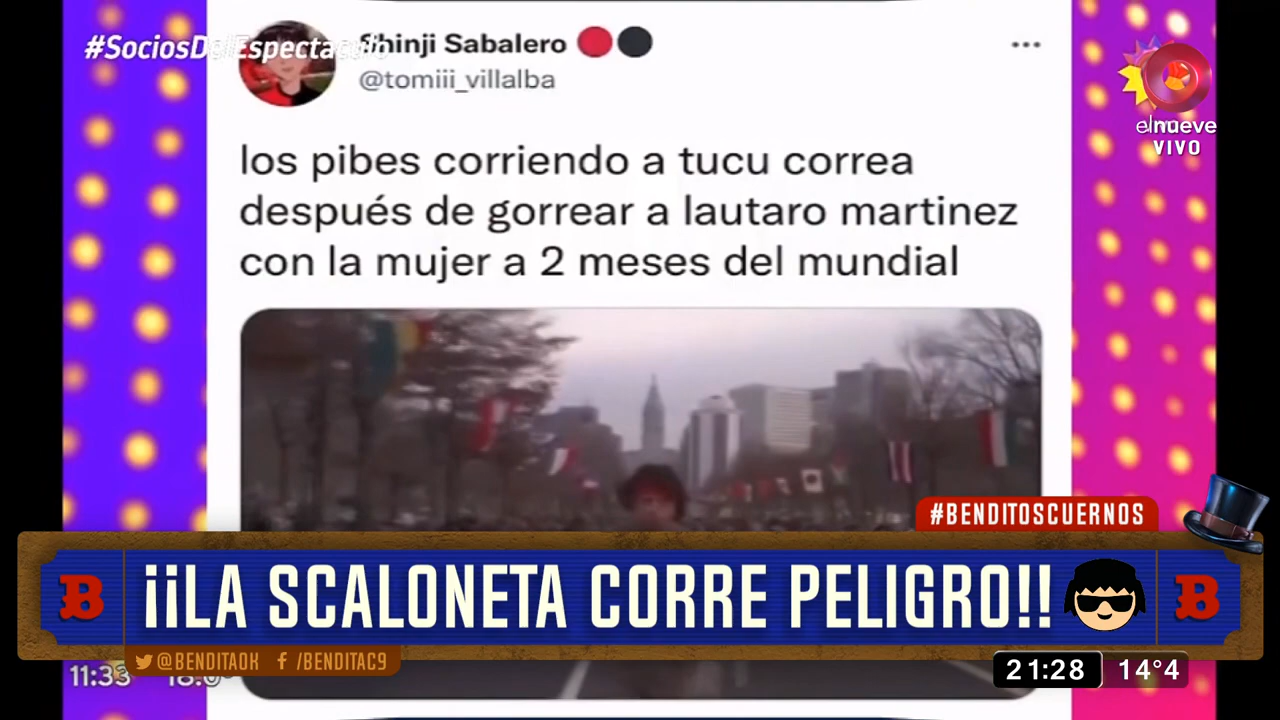 #SociosDelEspectáculo
Shinji Sabalero
@tomiii_villalba
elnueve
VIVO
los pibes corriendo a tucu correa
después de gorrear a lautaro martinez
con la mujer a 2 meses del mundial
#BENDITOSCUERNOS
B
¡¡LA SCALONETA CORRE PELIGRO!!
B
@BENDITAOK f /BENDITAC9
11:33
21:28 14°4